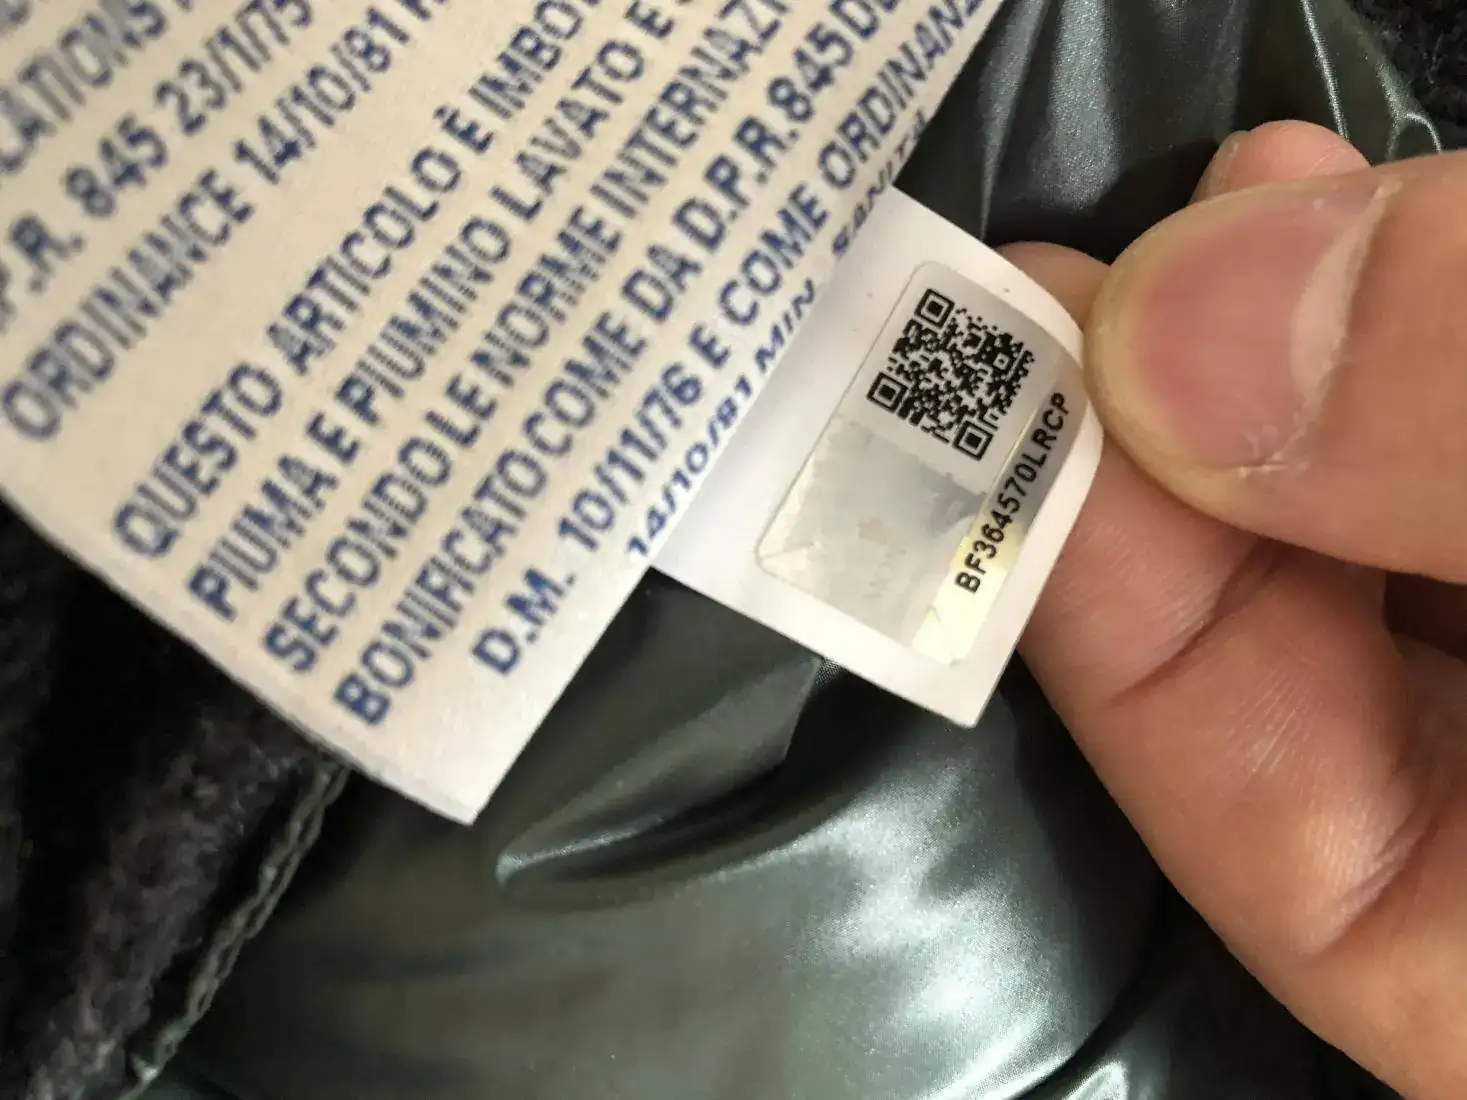 CATIONS
P.R. 845 23/1/75
ORDINANCE 14/10/81
QUESTO ARTICOLO È IMBO
PIUMA E PIUMINO LAVATO E
SECONDO LE NORME INTERNAZI
BONIFICATO COME DA D.P.R. 845 DE
D.M. 10/11/76 E COME ORDINANZ
14/10/81 MIN. SANITÀ
BF364570LRCP